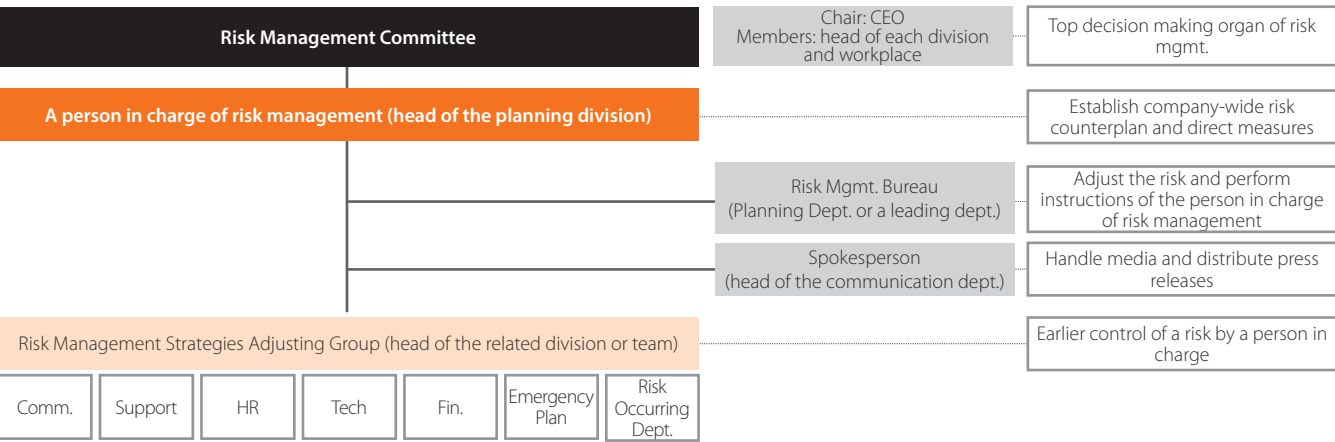 Risk Management Committee
Chair: CEO
Members: head of each division
and workplace
Top decision making organ of risk
mgmt.
A person in charge of risk management (head of the planning division)
Establish company-wide risk
counterplan and direct measures
Risk Mgmt. Bureau
(Planning Dept. or a leading dept.)
Adjust the risk and perform
instructions of the person in charge
of risk management
Spokesperson
(head of the communication dept.)
Handle media and distribute press
releases
Risk Management Strategies Adjusting Group (head of the related division or team)
Earlier control of a risk by a person in
charge
Comm.
Support
HR
Tech
Fin.
Emergency
Plan
Risk
Occurring
Dept.